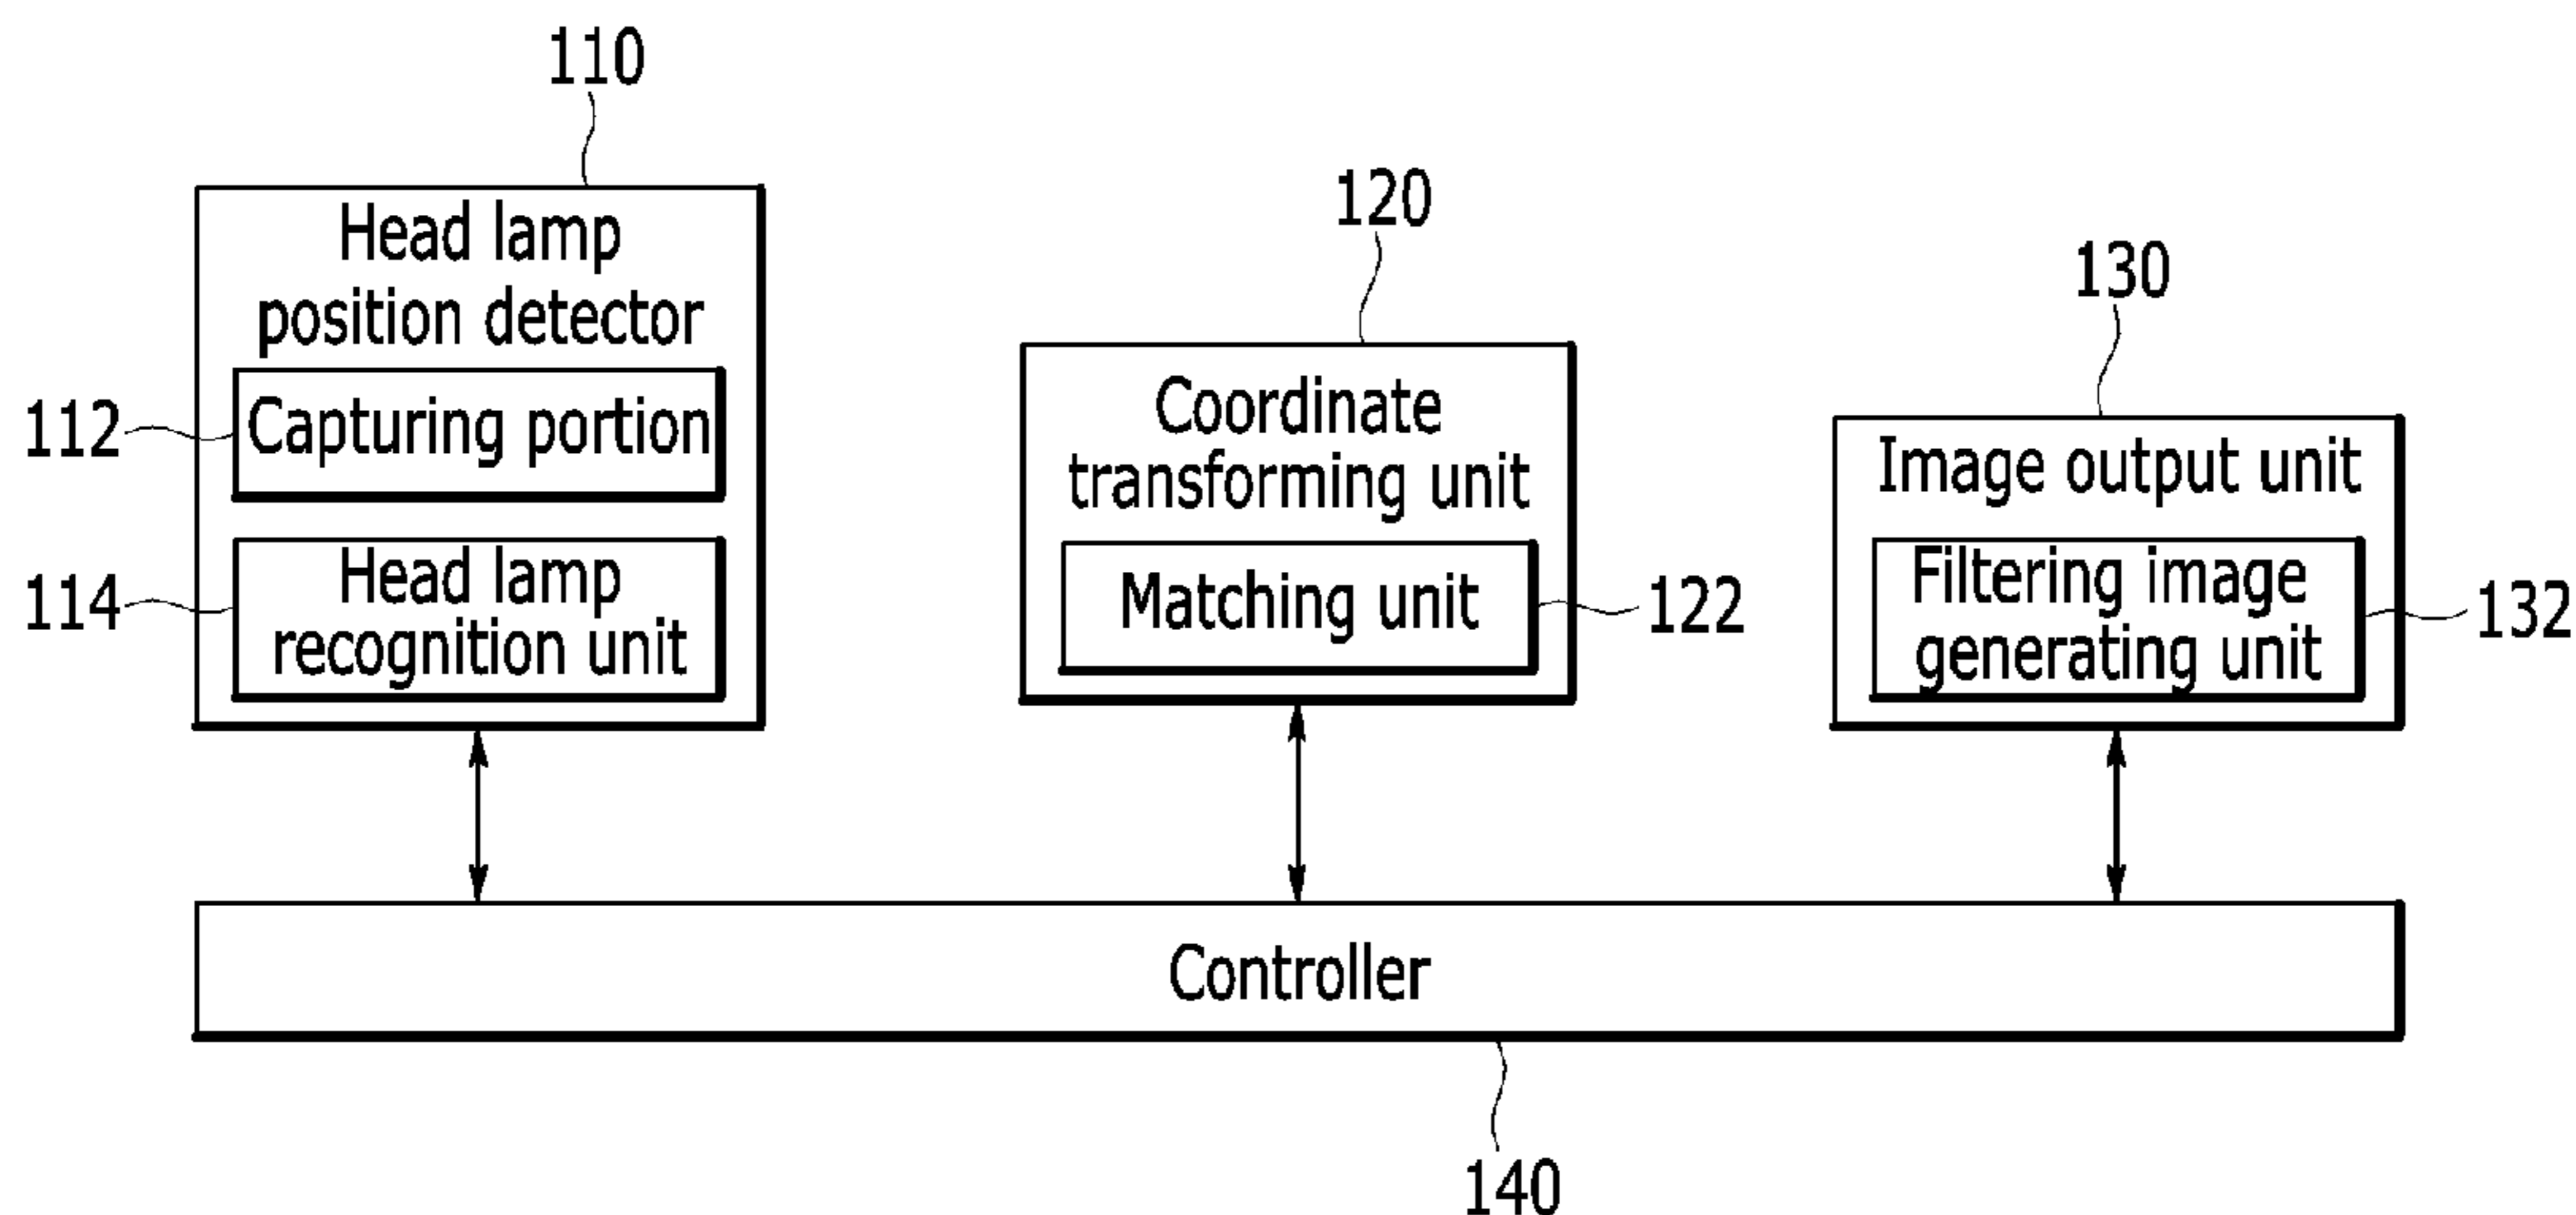 110
Head lamp
position detector
112
Capturing portion
114
Head lamp
recognition unit
120
Coordinate
transforming unit
Matching unit
122
130
Image output unit
Filtering image
generating unit
132
Controller
140